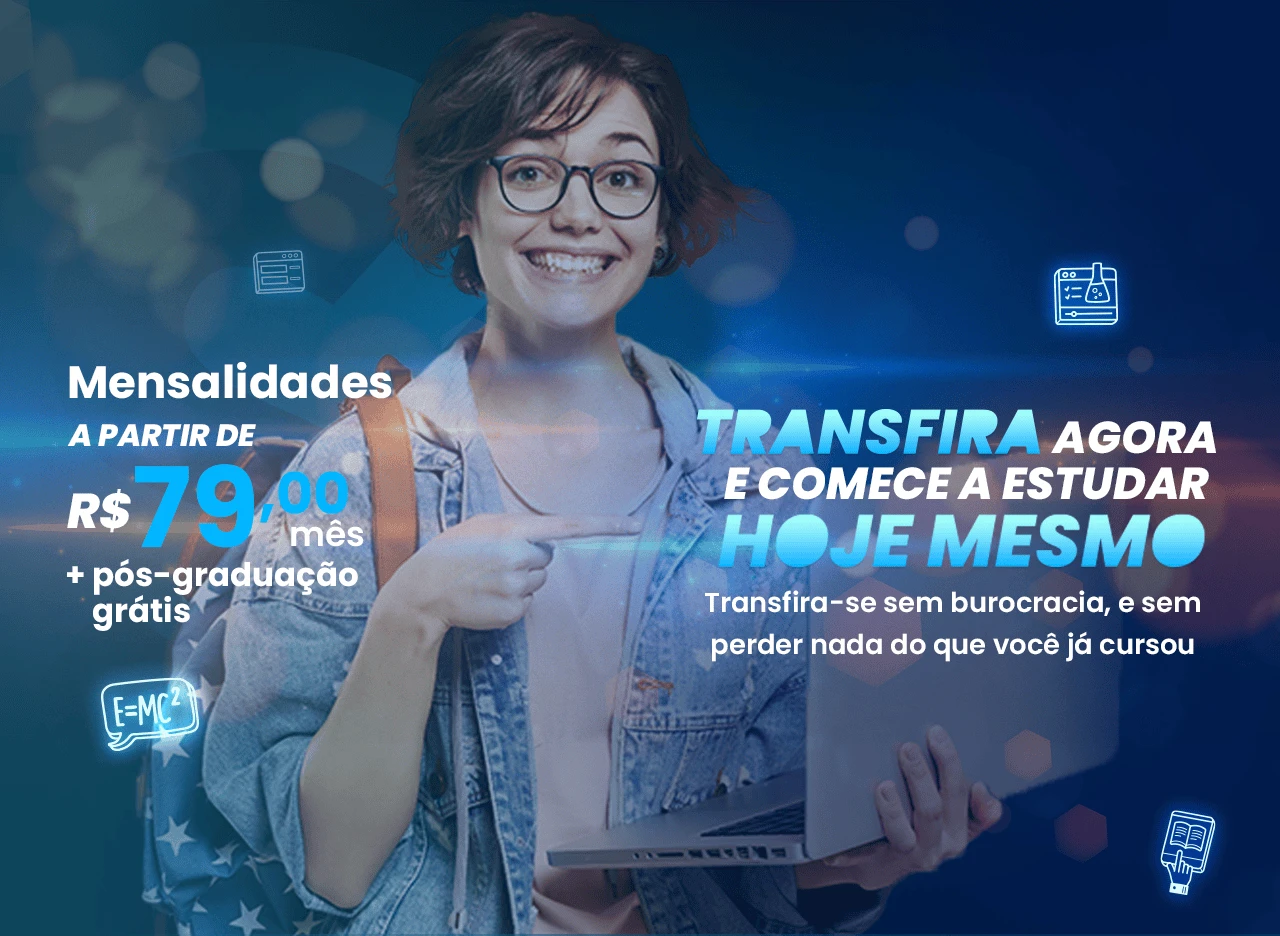 Mensalidades
A PARTIR DE
R$79,00
mês
+ pós-graduação
grátis
TRANSFIRA AGORA
E COMECE A ESTUDAR
HOJE MESMO
Transfira-se sem burocracia, e sem
perder nada do que você já cursou
E=MC²